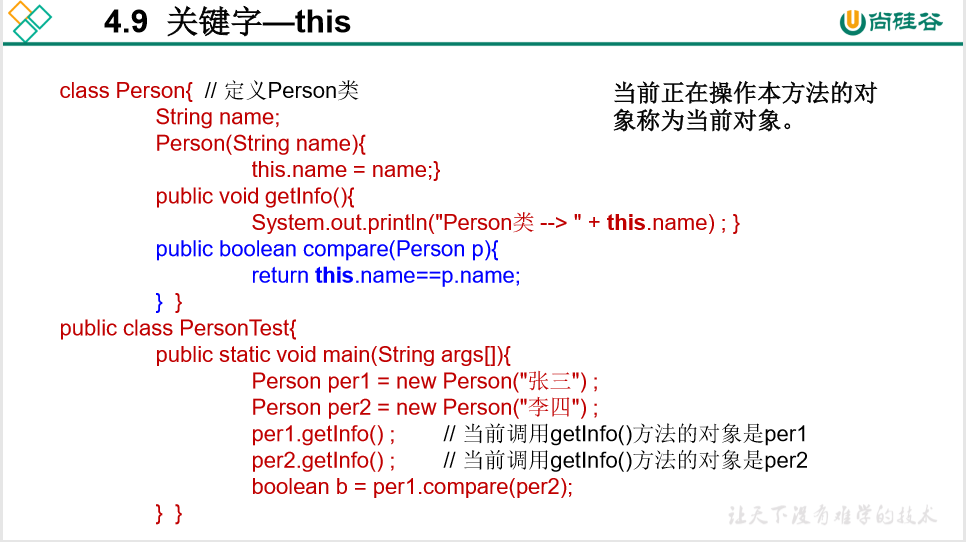 4.9 关键字—this
尚硅谷
class Person{ // 定义Person类
String name;
Person(String name){
this.name = name;}
public void getInfo(){
System.out.println("Person类 --> " + this.name) ; }
public boolean compare(Person p){
return this.name==p.name;
} }
public class PersonTest{
public static void main(String args[]){
Person per1 = new Person("张三") ;
Person per2 = new Person("李四") ;
per1.getInfo() ; // 当前调用getInfo()方法的对象是per1
per2.getInfo() ; // 当前调用getInfo()方法的对象是per2
boolean b = per1.compare(per2);
} }
当前正在操作本方法的对
象称为当前对象。
让天下没有难学的技术